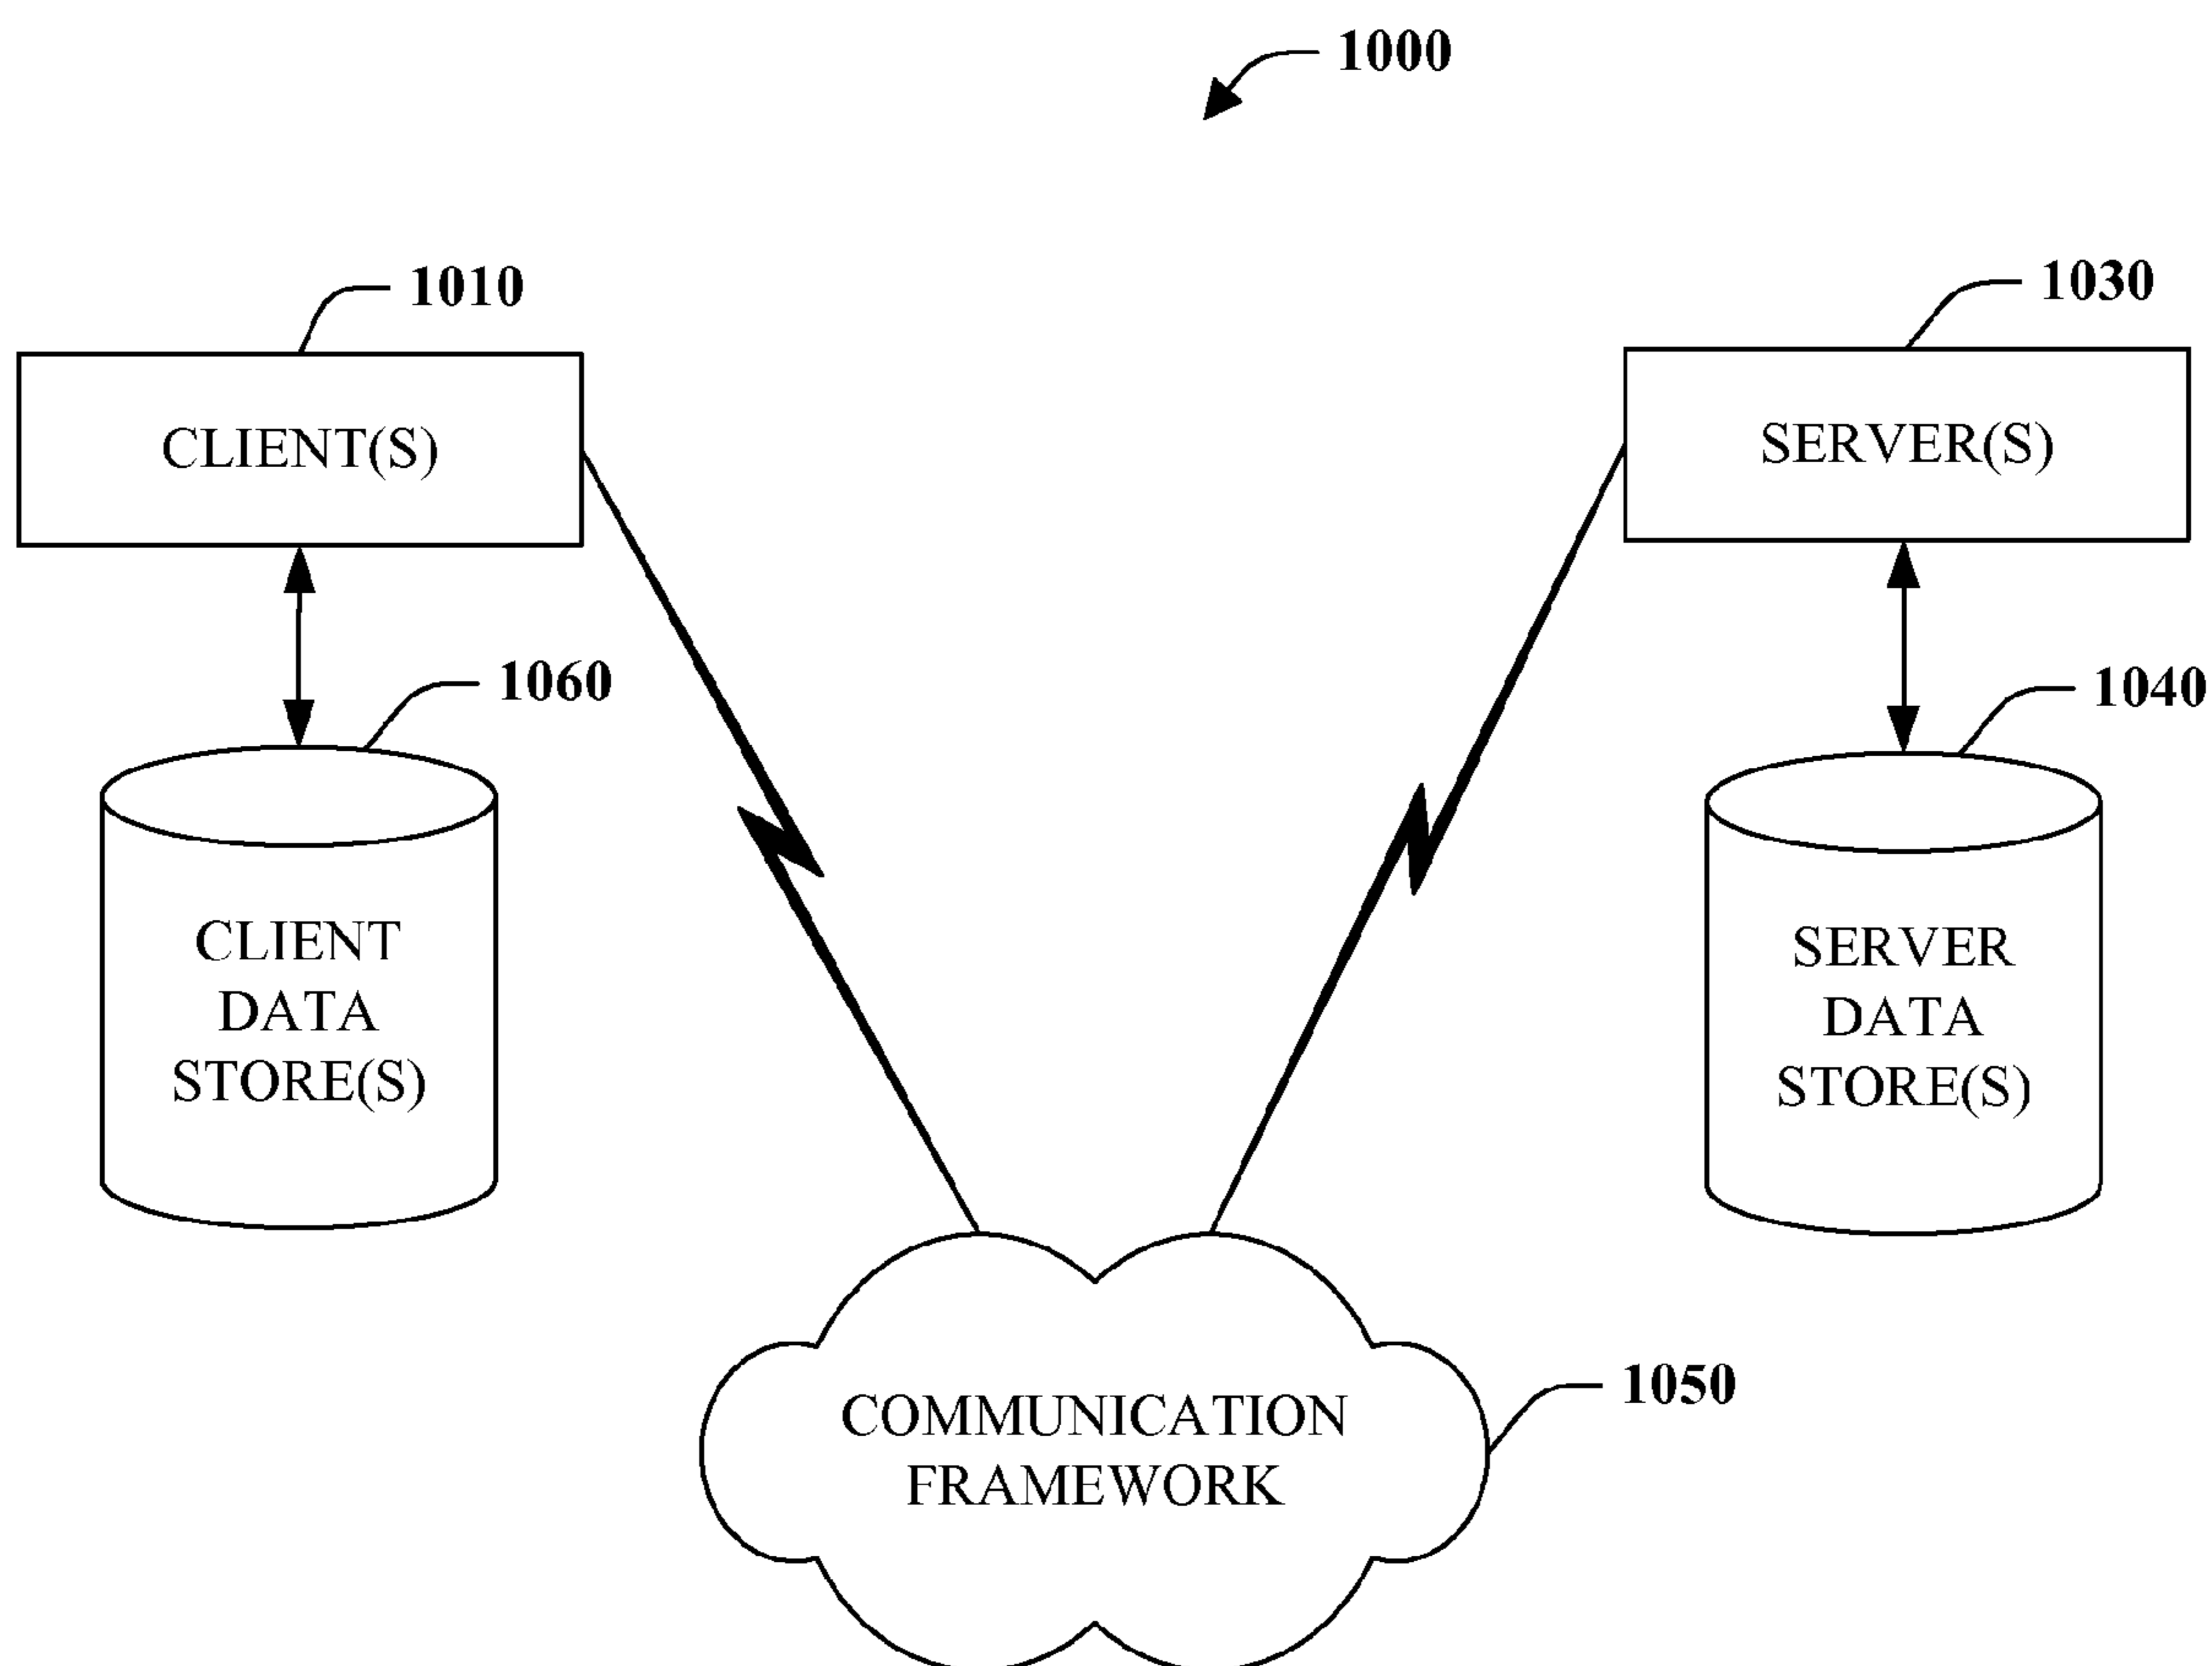 1000
1010
1030
CLIENT(S)
SERVER(S)
1060
1040
CLIENT
DATA
STORE(S)
SERVER
DATA
STORE(S)
1050
COMMUNICATION
FRAMEWORK